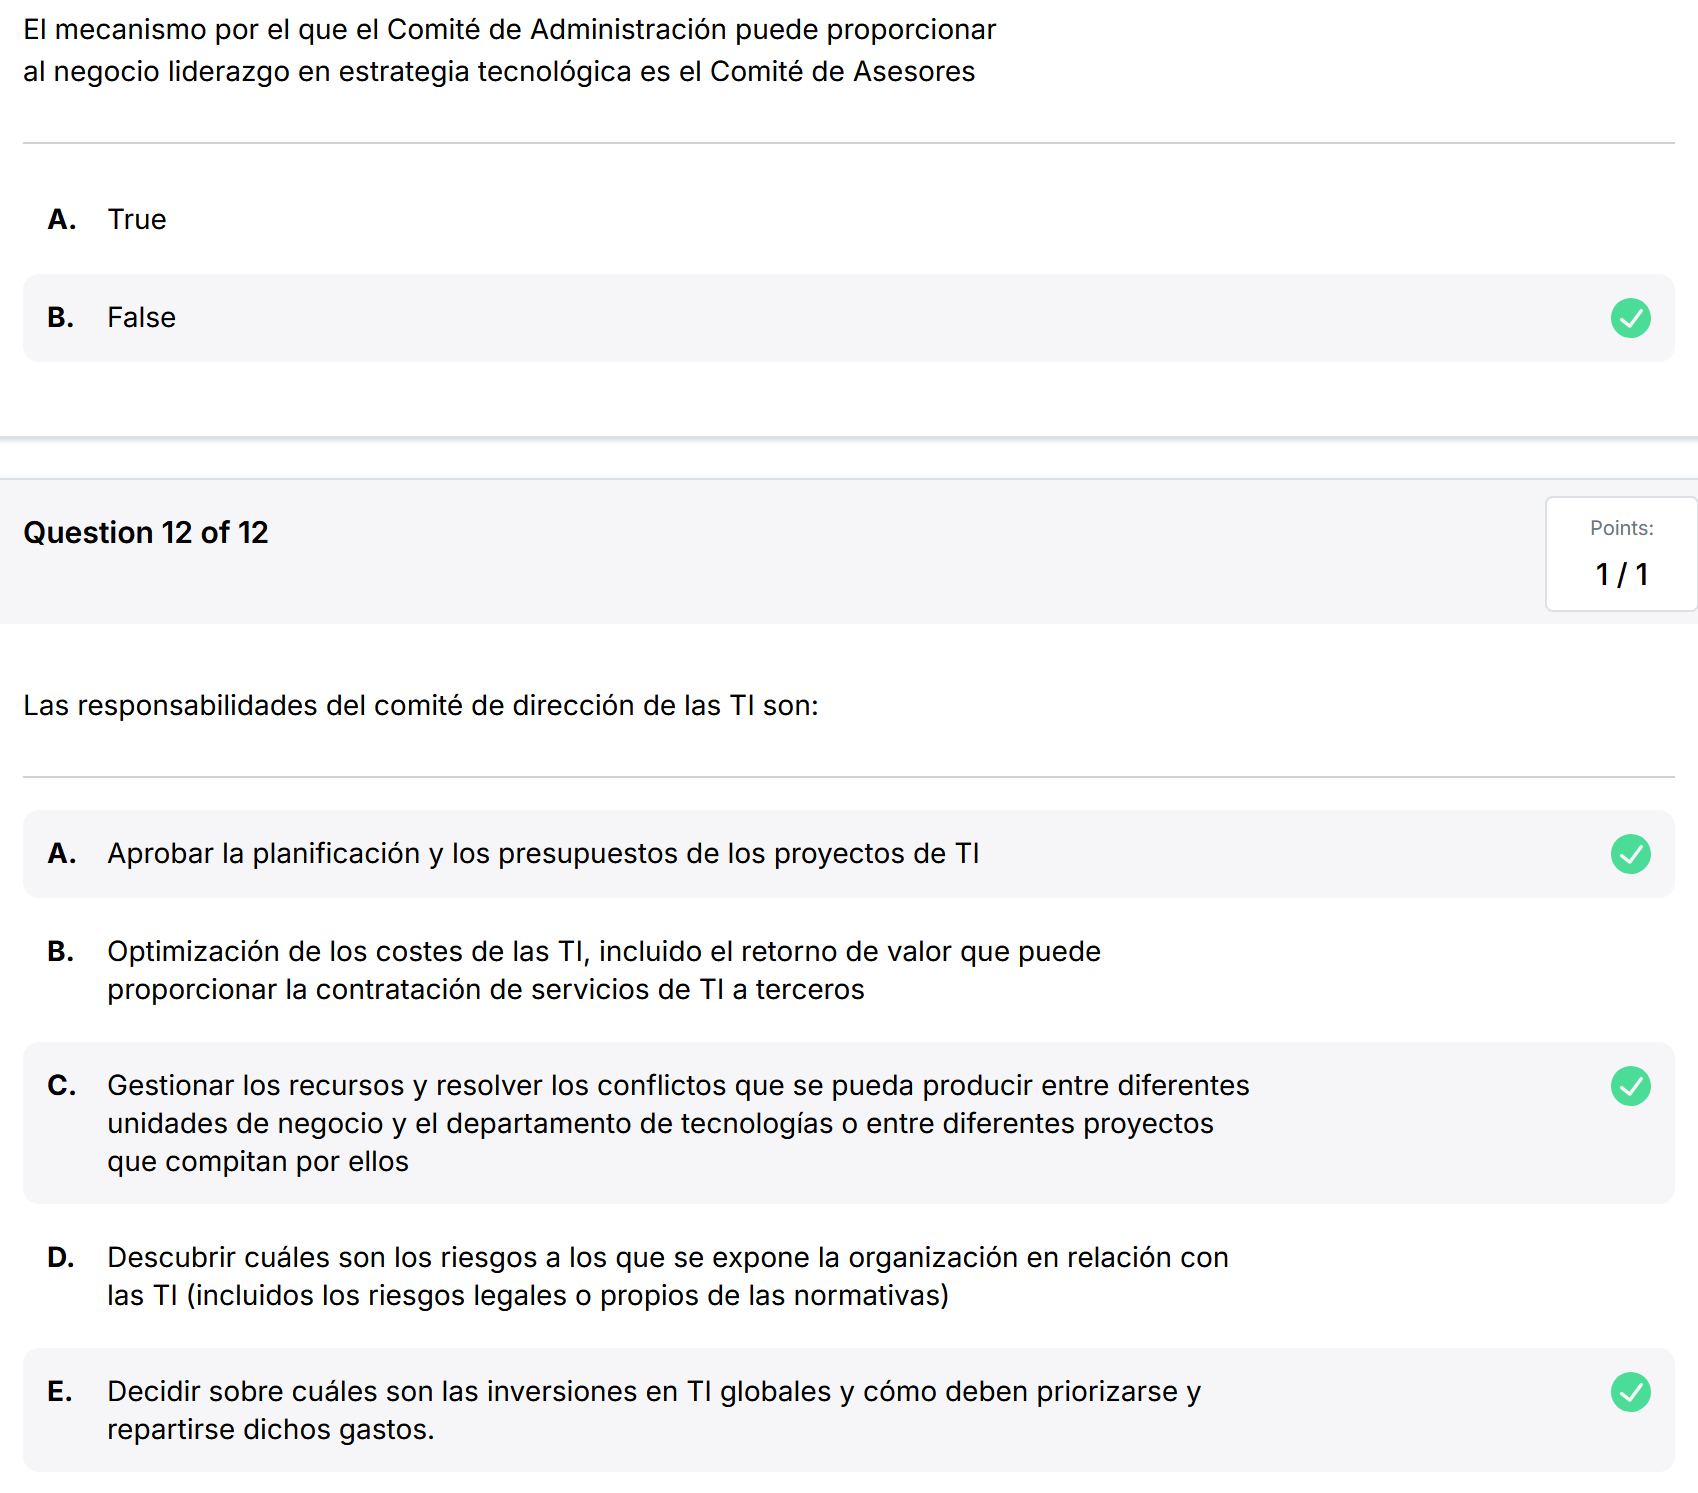 El mecanismo por el que el Comité de Administración puede proporcionar
al negocio liderazgo en estrategia tecnológica es el Comité de Asesores
A. True
B. False
Question 12 of 12
Points:
1 / 1
Las responsabilidades del comité de dirección de las TI son:
A. Aprobar la planificación y los presupuestos de los proyectos de TI
B. Optimización de los costes de las TI, incluido el retorno de valor que puede
proporcionar la contratación de servicios de TI a terceros
C. Gestionar los recursos y resolver los conflictos que se pueda producir entre diferentes
unidades de negocio y el departamento de tecnologías o entre diferentes proyectos
que compitan por ellos
D. Descubrir cuáles son los riesgos a los que se expone la organización en relación con
las TI (incluidos los riesgos legales o propios de las normativas)
E. Decidir sobre cuáles son las inversiones en TI globales y cómo deben priorizarse y
repartirse dichos gastos.